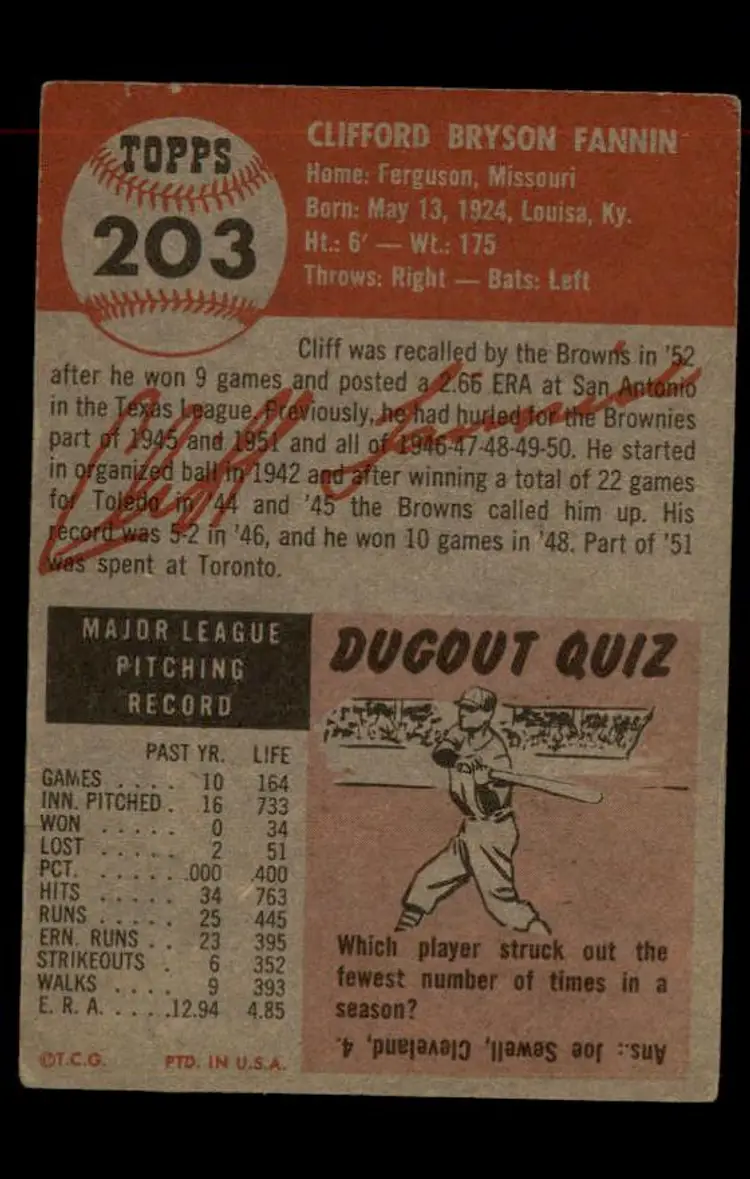 TOPPS
203
CLIFFORD BRYSON FANNIN
Home: Ferguson, Missouri
Born: May 13, 1924, Louisa, Ky.
Ht.: 6' — Wt.: 175
Throws: Right — Bats: Left
Cliff was recalled by the Browns in '52
after he won 9 games and posted a 2.66 ERA at San Antonio
in the Texas League. Previously, he had hurled for the Brownies
part of 1945 and 1951 and all of 1946-47-48-49-50. He started
in organized ball in 1942 and after winning a total of 22 games
for Toledo in '44 and '45 the Browns called him up. His
record was 5-2 in '46, and he won 10 games in '48. Part of '51
was spent at Toronto.
Cliff Fannin
MAJOR LEAGUE
PITCHING
RECORD
PAST YR. LIFE
GAMES . . . . 10 164
INN. PITCHED . 16 733
WON . . . . . 0 34
LOST . . . . . 2 51
PCT. . . . . . .000 .400
HITS . . . . . 34 763
RUNS . . . . . 25 445
ERN. RUNS . . 23 395
STRIKEOUTS . 6 352
WALKS . . . . 9 393
E. R. A. . . . . .12.94 4.85
©T.C.G. PTD. IN U.S.A.
DUGOUT QUIZ
Which player struck out the
fewest number of times in a
season?
Ans.: Joe Sewell, Cleveland, 4.